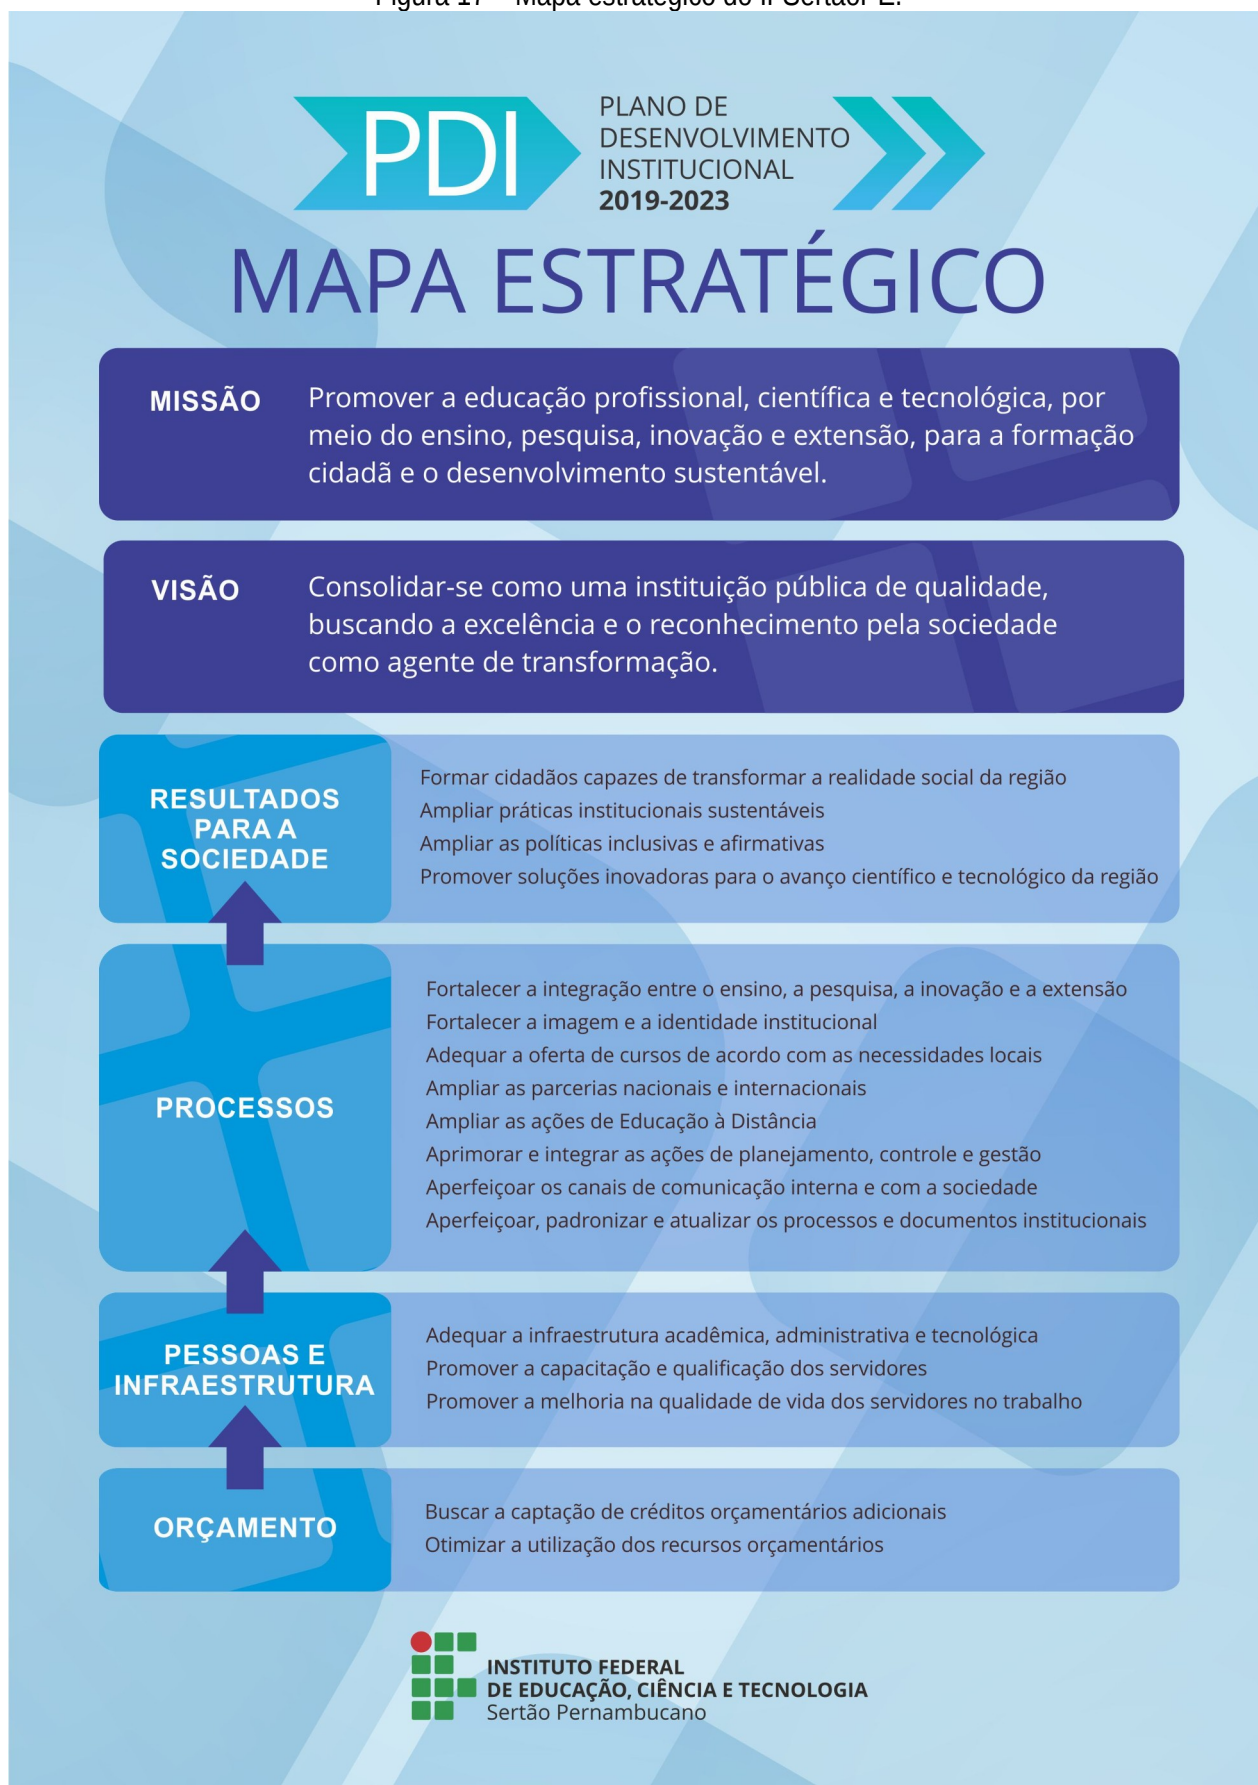 Figura 17 – Mapa estratégico do IFSertãoPE.
PDI
PLANO DE
DESENVOLVIMENTO
INSTITUCIONAL
2019-2023
MAPA ESTRATÉGICO
MISSÃO
Promover a educação profissional, científica e tecnológica, por
meio do ensino, pesquisa, inovação e extensão, para a formação
cidadã e o desenvolvimento sustentável.
VISÃO
Consolidar-se como uma instituição pública de qualidade,
buscando a excelência e o reconhecimento pela sociedade
como agente de transformação.
RESULTADOS
PARA A
SOCIEDADE
Formar cidadãos capazes de transformar a realidade social da região
Ampliar práticas institucionais sustentáveis
Ampliar as políticas inclusivas e afirmativas
Promover soluções inovadoras para o avanço científico e tecnológico da região
PROCESSOS
Fortalecer a integração entre o ensino, a pesquisa, a inovação e a extensão
Fortalecer a imagem e a identidade institucional
Adequar a oferta de cursos de acordo com as necessidades locais
Ampliar as parcerias nacionais e internacionais
Ampliar as ações de Educação à Distância
Aprimorar e integrar as ações de planejamento, controle e gestão
Aperfeiçoar os canais de comunicação interna e com a sociedade
Aperfeiçoar, padronizar e atualizar os processos e documentos institucionais
PESSOAS E
INFRAESTRUTURA
Adequar a infraestrutura acadêmica, administrativa e tecnológica
Promover a capacitação e qualificação dos servidores
Promover a melhoria na qualidade de vida dos servidores no trabalho
ORÇAMENTO
Buscar a captação de créditos orçamentários adicionais
Otimizar a utilização dos recursos orçamentários
INSTITUTO FEDERAL
DE EDUCAÇÃO, CIÊNCIA E TECNOLOGIA
Sertão Pernambucano